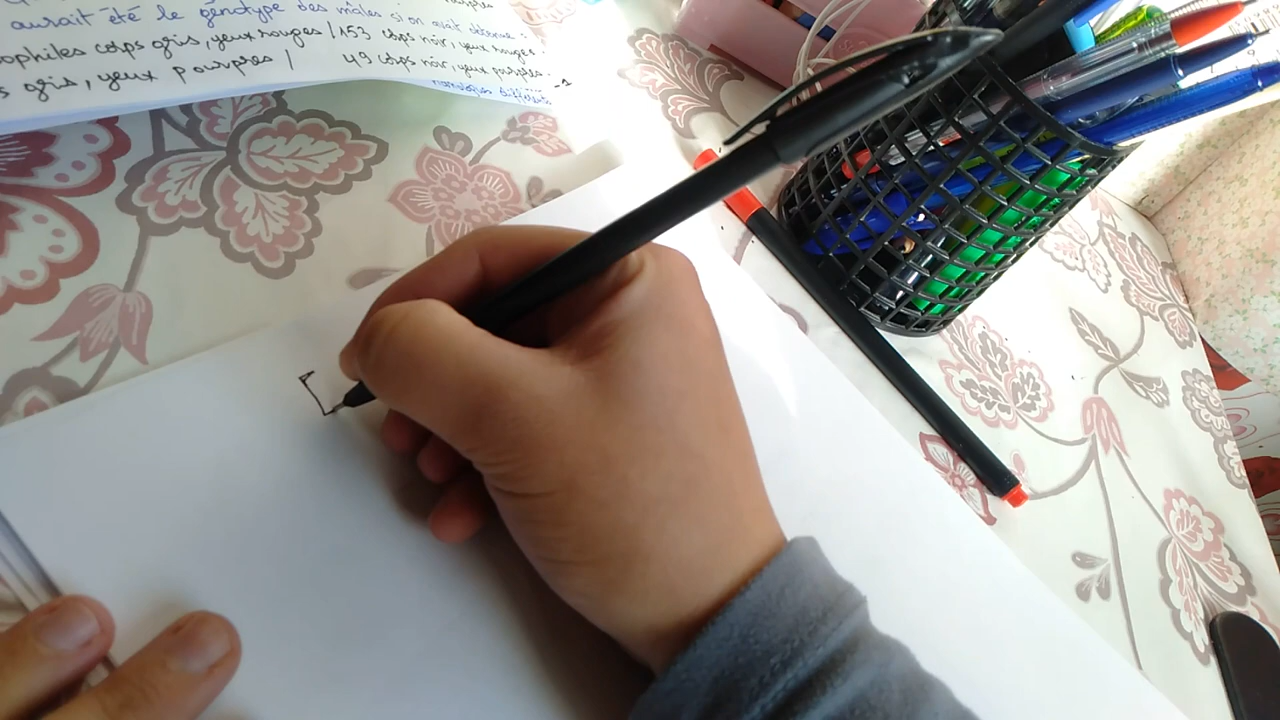 aurait été le génotype des mâles si on avait obtenu :
ophiles corps gris, yeux rouges / 153 corps noir, yeux rouges
s gris, yeux pourpres / 49 corps noir, yeux pourpres.